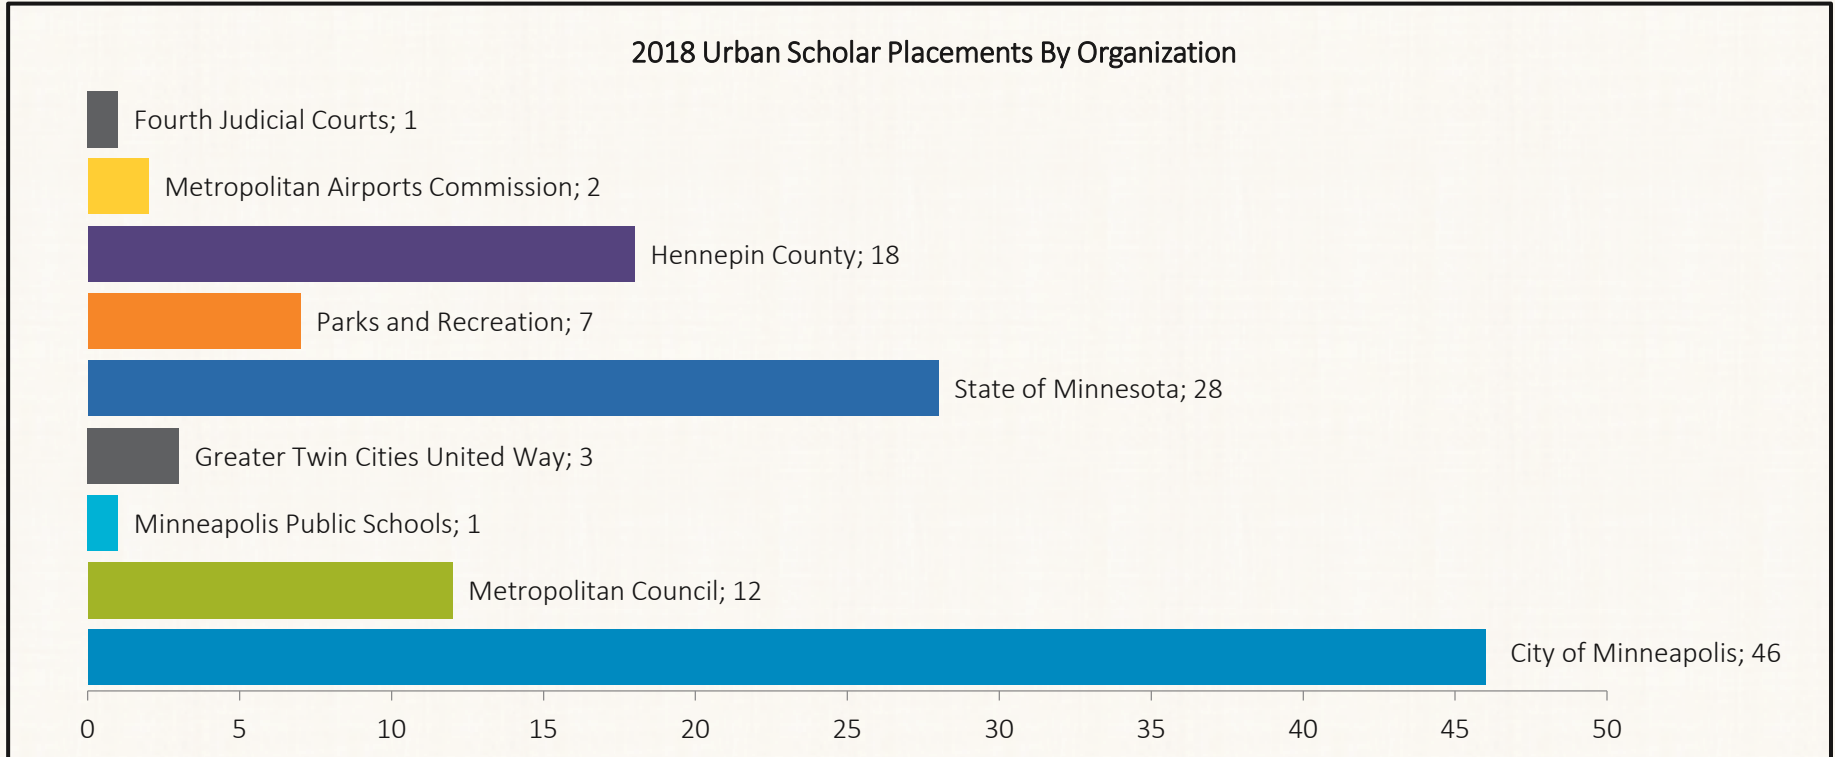 2018 Urban Scholar Placements By Organization
Fourth Judicial Courts; 1
Metropolitan Airports Commission; 2
Hennepin County; 18
Parks and Recreation; 7
State of Minnesota; 28
Greater Twin Cities United Way; 3
Minneapolis Public Schools; 1
Metropolitan Council; 12
City of Minneapolis; 46
0 5 10 15 20 25 30 35 40 45 50